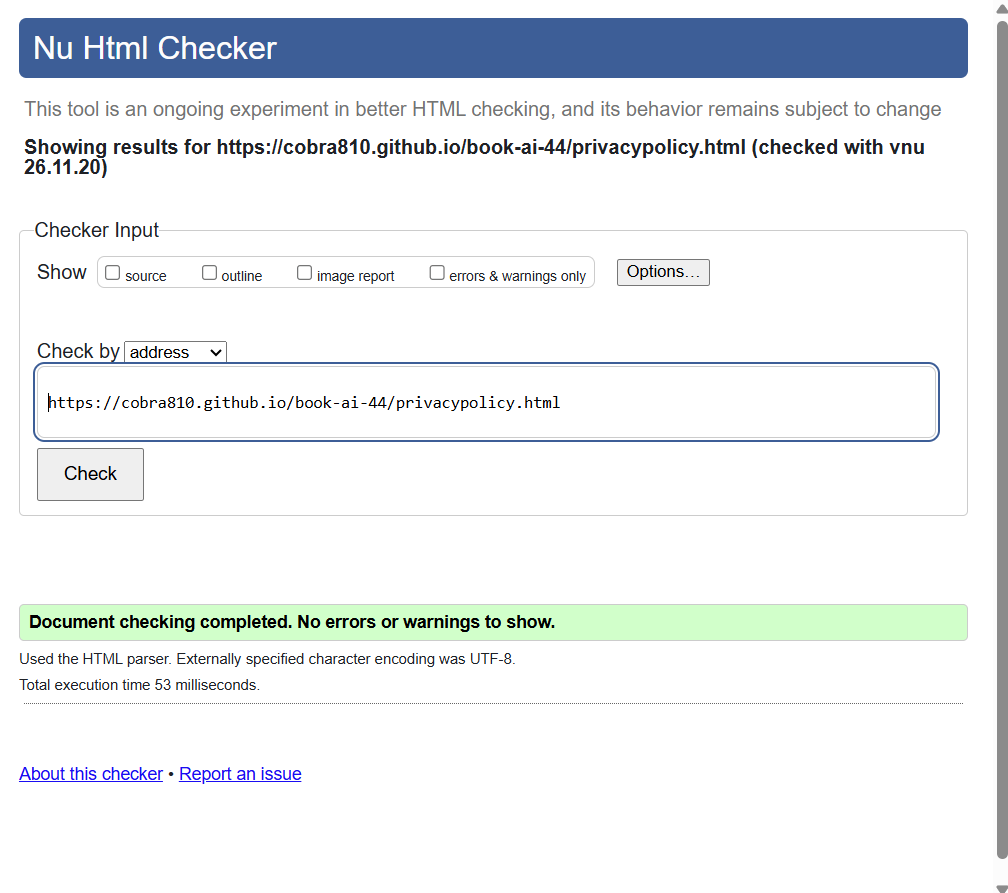 Nu Html Checker
This tool is an ongoing experiment in better HTML checking, and its behavior remains subject to change
Showing results for https://cobra810.github.io/book-ai-44/privacypolicy.html (checked with vnu
26.11.20)
Checker Input
Show source outline image report errors & warnings only Options...
Check by address
https://cobra810.github.io/book-ai-44/privacypolicy.html
Check
Document checking completed. No errors or warnings to show.
Used the HTML parser. Externally specified character encoding was UTF-8.
Total execution time 53 milliseconds.
About this checker • Report an issue